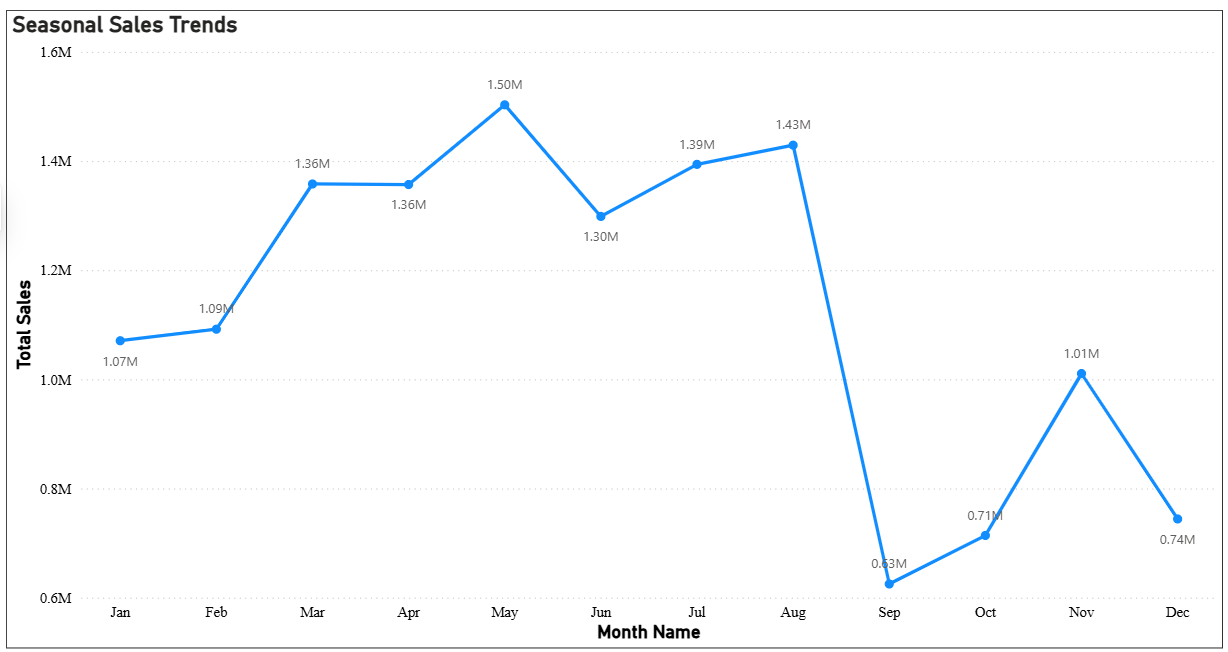 Seasonal Sales Trends
1.6M
1.4M
1.2M
1.0M
0.8M
0.6M
Total Sales
1.07M
1.09M
1.36M
1.36M
1.50M
1.30M
1.39M
1.43M
0.63M
0.71M
1.01M
0.74M
Jan Feb Mar Apr May Jun Jul Aug Sep Oct Nov Dec
Month Name